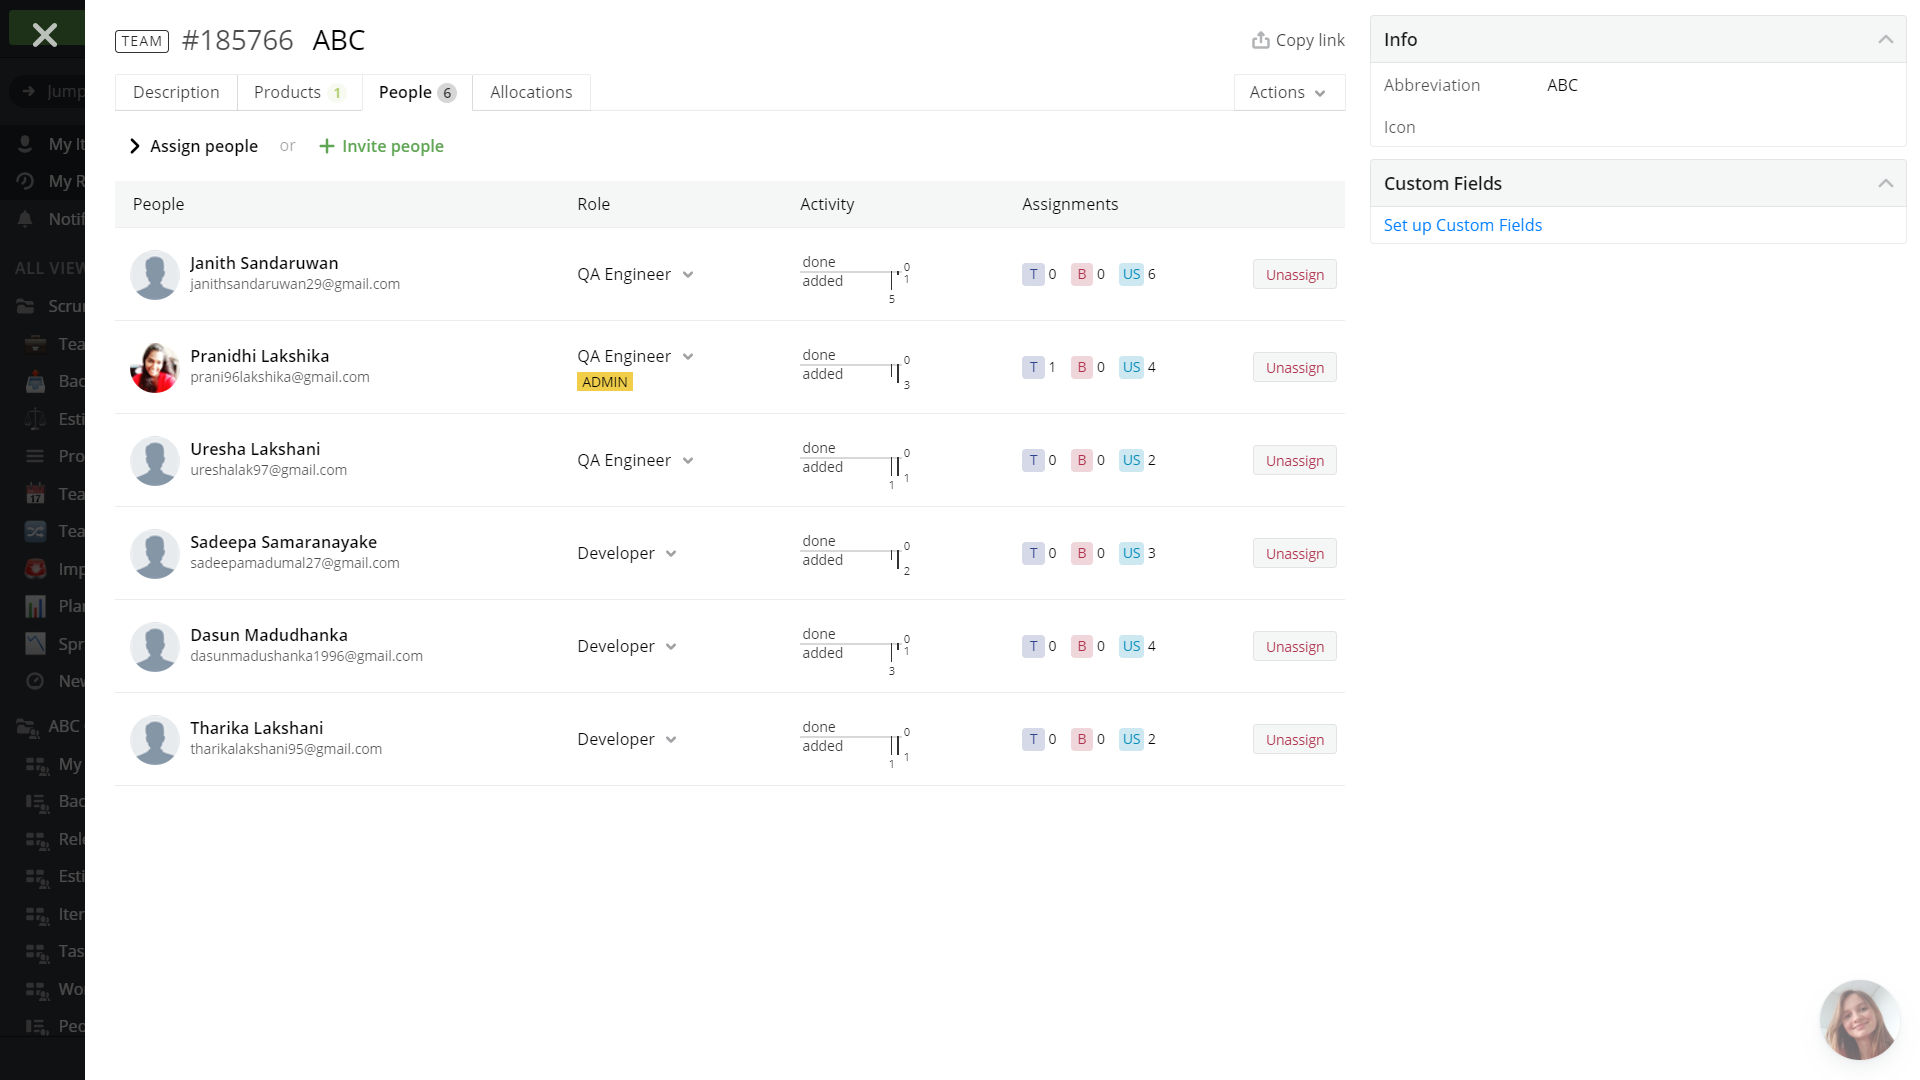 TEAM #185766 ABC
Copy link
Description Products 1 People 6 Allocations
Actions
Assign people or + Invite people
People Role Activity Assignments
Janith Sandaruwan
janithsandaruwan29@gmail.com
QA Engineer
done 0
added 1
5
T 0 B 0 US 6
Unassign
Pranidhi Lakshika
prani96lakshika@gmail.com
QA Engineer
ADMIN
done 0
added
3
T 1 B 0 US 4
Unassign
Uresha Lakshani
ureshalak97@gmail.com
QA Engineer
done 0
added
1 1
T 0 B 0 US 2
Unassign
Sadeepa Samaranayake
sadeepamadumal27@gmail.com
Developer
done 0
added
2
T 0 B 0 US 3
Unassign
Dasun Madudhanka
dasunmadushanka1996@gmail.com
Developer
done 0
added 1
3
T 0 B 0 US 4
Unassign
Tharika Lakshani
tharikalakshani95@gmail.com
Developer
done 0
added
1 1
T 0 B 0 US 2
Unassign
Info
Abbreviation ABC
Icon
Custom Fields
Set up Custom Fields
Jump
My It
My R
Notif
ALL VIEW
Scru
Tea
Bac
Esti
Pro
Tea
Tea
Imp
Plan
Spr
New
ABC
My
Bac
Rele
Esti
Iter
Tas
Wo
Peo